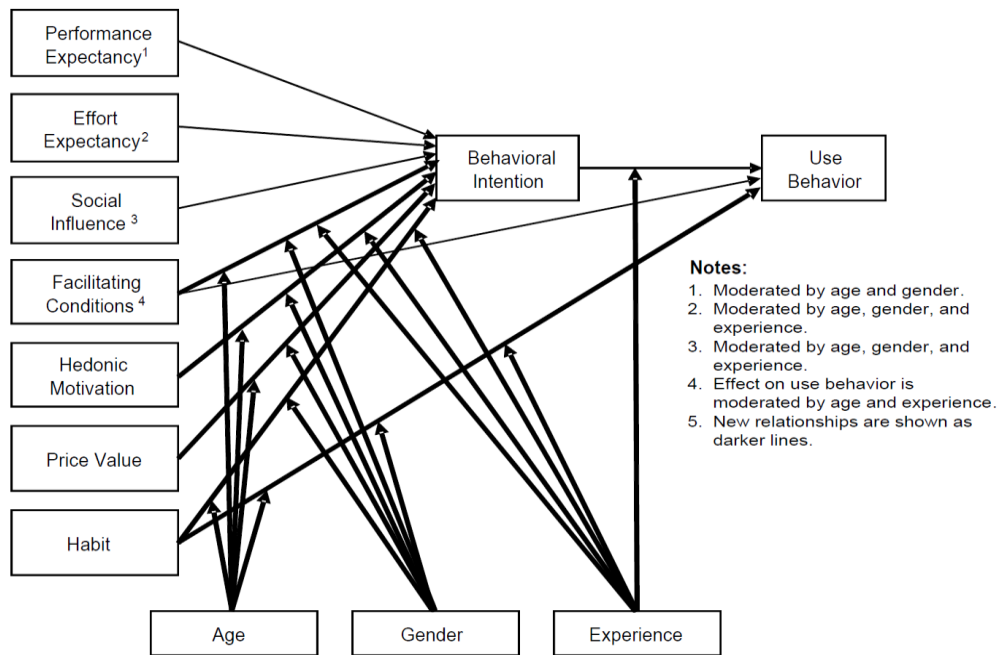 Performance
Expectancy¹
Effort
Expectancy²
Social
Influence ³
Facilitating
Conditions ⁴
Hedonic
Motivation
Price Value
Habit
Behavioral
Intention
Use
Behavior
Notes:
1. Moderated by age and gender.
2. Moderated by age, gender, and
experience.
3. Moderated by age, gender, and
experience.
4. Effect on use behavior is
moderated by age and experience.
5. New relationships are shown as
darker lines.
Age
Gender
Experience